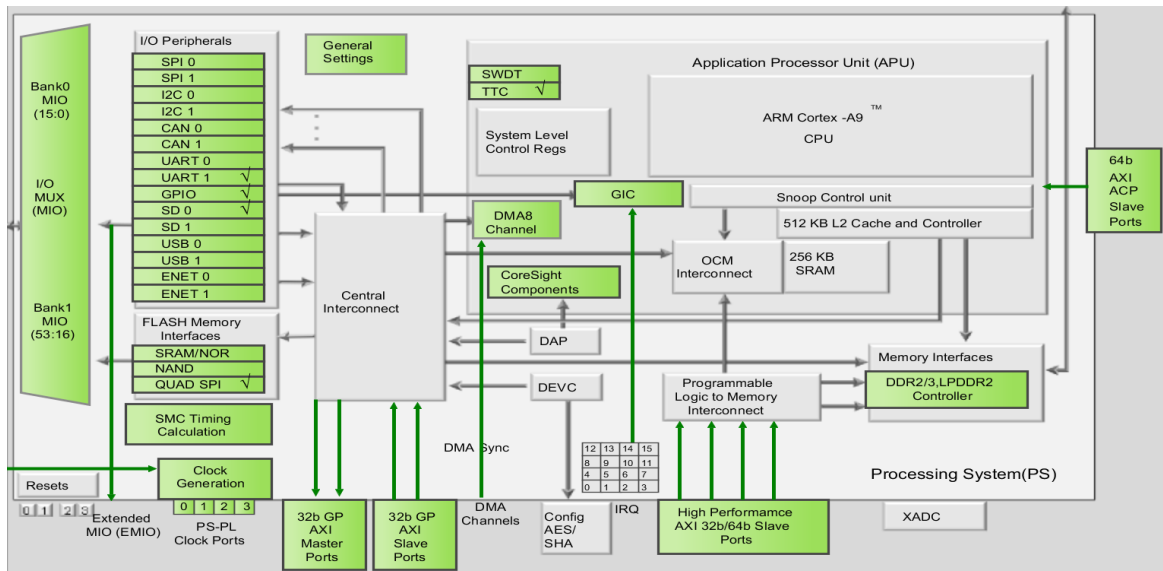 I/O Peripherals
SPI 0
SPI 1
I2C 0
I2C 1
CAN 0
CAN 1
UART 0
UART 1 √
GPIO √
SD 0 √
SD 1
USB 0
USB 1
ENET 0
ENET 1
Bank0
MIO
(15:0)
I/O
MUX
(MIO)
Bank1
MIO
(53:16)
FLASH Memory
Interfaces
SRAM/NOR
NAND
QUAD SPI √
SMC Timing
Calculation
Clock
Generation
Resets
0 1 2 3
Extended
MIO (EMIO)
0 1 2 3
PS-PL
Clock Ports
General
Settings
Central
Interconnect
32b GP
AXI
Master
Ports
32b GP
AXI
Slave
Ports
Application Processor Unit (APU)
SWDT
TTC √
System Level
Control Regs
ARM Cortex -A9 ™
CPU
GIC
Snoop Control unit
512 KB L2 Cache and Controller
DMA8
Channel
OCM
Interconnect
256 KB
SRAM
CoreSight
Components
DAP
DEVC
DMA Sync
DMA
Channels
Config
AES/
SHA
12 13 14 15
8 9 10 11
4 5 6 7
0 1 2 3
IRQ
Programmable
Logic to Memory
Interconnect
High Performamce
AXI 32b/64b Slave
Ports
Memory Interfaces
DDR2/3,LPDDR2
Controller
64b
AXI
ACP
Slave
Ports
Processing System(PS)
XADC